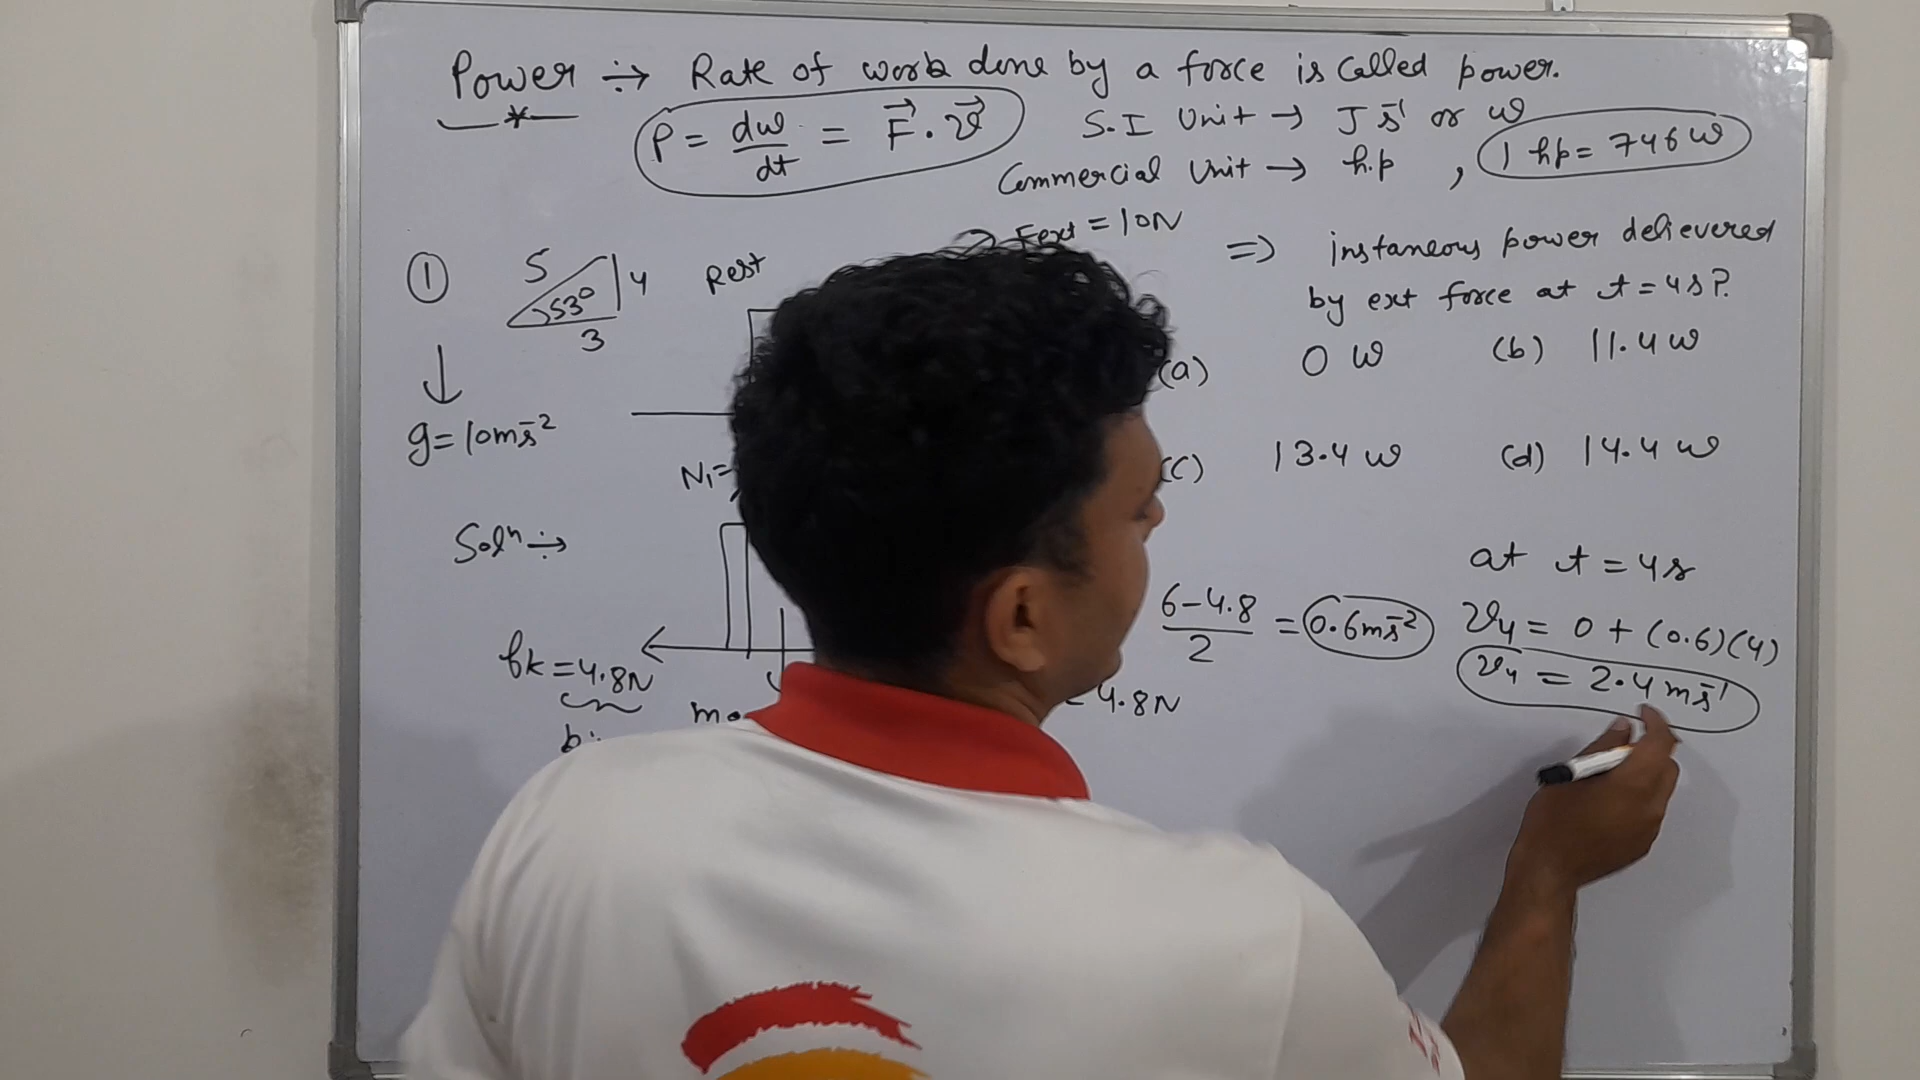 Power ÷→ Rate of work done by a force is called power.
P = dw/dt = F⃗ . v⃗
S.I Unit → J s⁻¹ or w
Commercial Unit → h.p , 1 hp = 746 w
Fext = 10N
① 5 53° 4 3
Rest
⇒ instaneous power delievered
by ext force at t = 4s?
g = 10ms⁻²
(a) 0 w (b) 11.4 w
(c) 13.4 w (d) 14.4 w
N₁ =
Solⁿ ÷→
fk = 4.8N
6 - 4.8 / 2 = 0.6ms⁻²
4.8N
at t = 4s
v₄ = 0 + (0.6)(4)
v₄ = 2.4 ms⁻¹